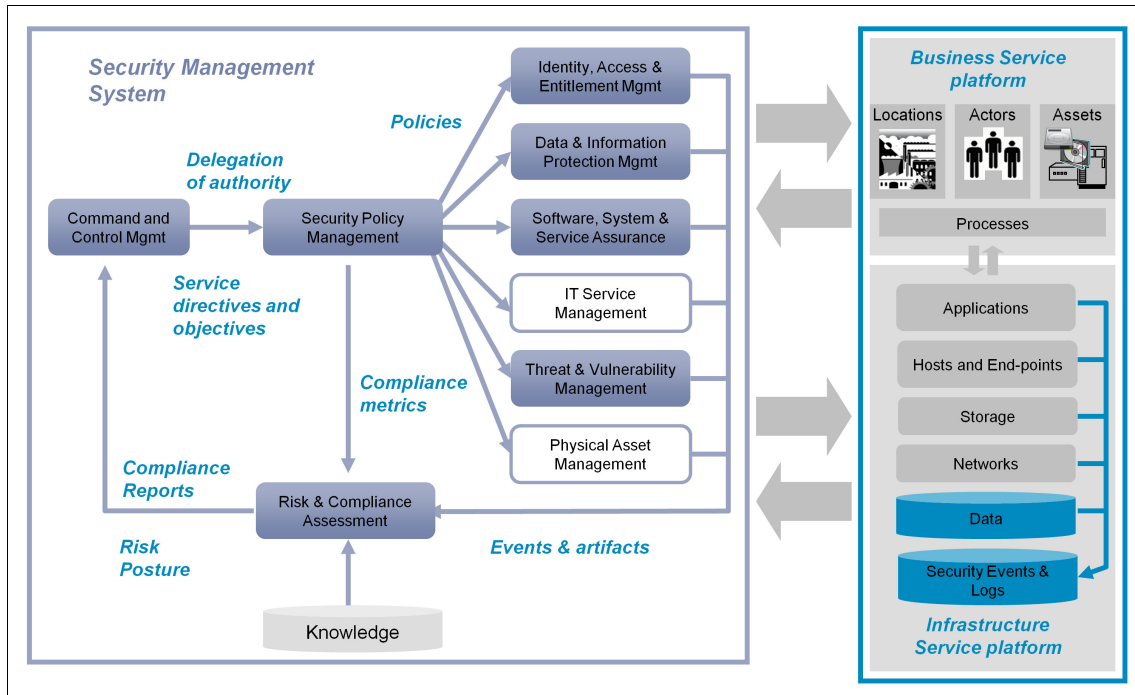 Security Management
System
Policies
Delegation
of authority
Command and
Control Mgmt
Security Policy
Management
Service
directives and
objectives
Identity, Access &
Entitlement Mgmt
Data & Information
Protection Mgmt
Software, System &
Service Assurance
IT Service
Management
Threat & Vulnerability
Management
Physical Asset
Management
Compliance
metrics
Compliance
Reports
Risk & Compliance
Assessment
Risk
Posture
Events & artifacts
Knowledge
Business Service
platform
Locations
Actors
Assets
Processes
Applications
Hosts and End-points
Storage
Networks
Data
Security Events &
Logs
Infrastructure
Service platform